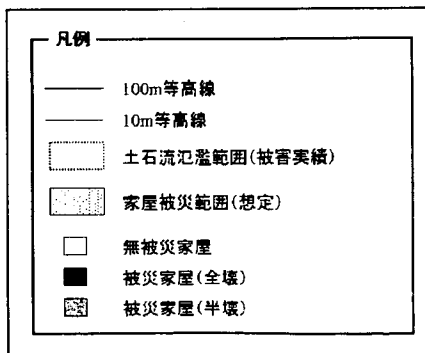 凡例
100m等高線
10m等高線
土石流氾濫範囲(被害実績)
家屋被災範囲(想定)
無被災家屋
被災家屋(全壊)
被災家屋(半壊)